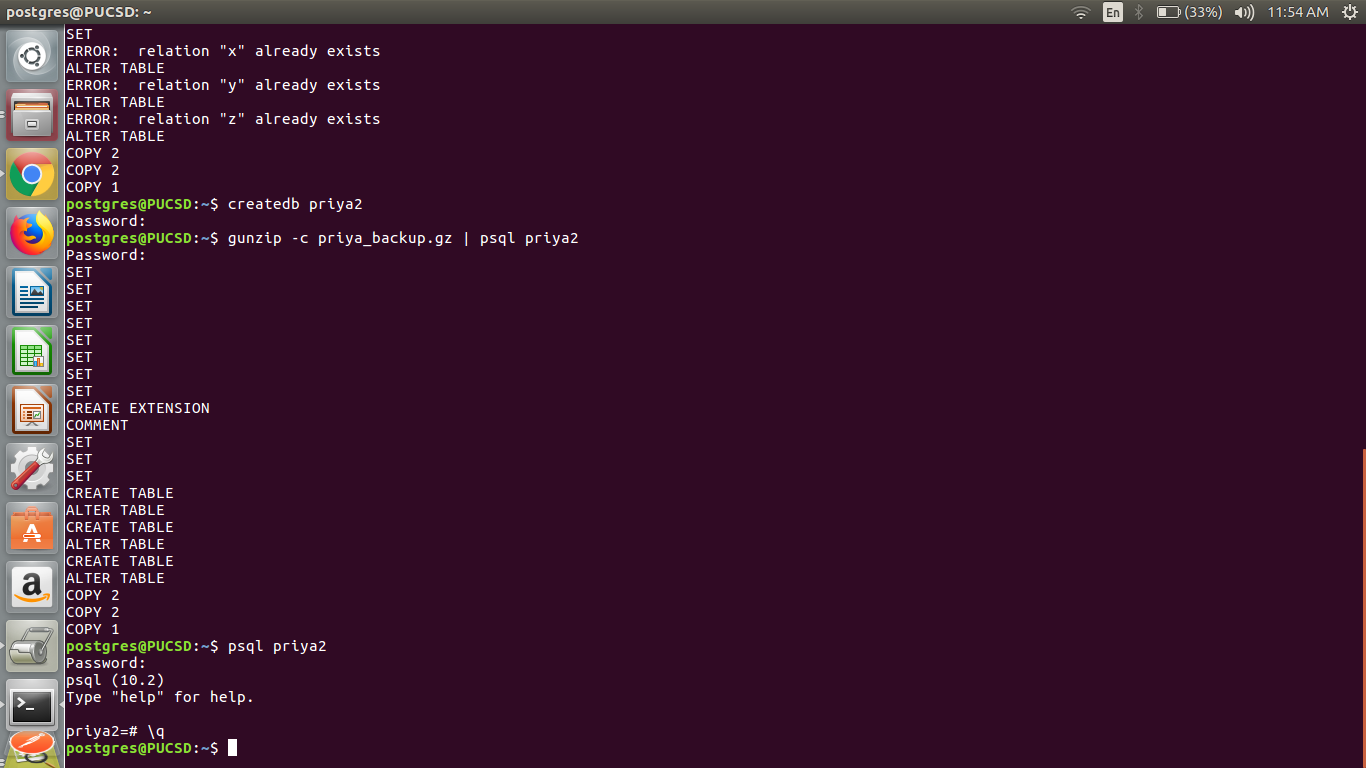 postgres@PUCSD: ~
En
(33%)
11:54 AM
SET
ERROR:  relation "x" already exists
ALTER TABLE
ERROR:  relation "y" already exists
ALTER TABLE
ERROR:  relation "z" already exists
ALTER TABLE
COPY 2
COPY 2
COPY 1
postgres@PUCSD:~$ createdb priya2
Password:
postgres@PUCSD:~$ gunzip -c priya_backup.gz | psql priya2
Password:
SET
SET
SET
SET
SET
SET
SET
SET
CREATE EXTENSION
COMMENT
SET
SET
SET
CREATE TABLE
ALTER TABLE
CREATE TABLE
ALTER TABLE
CREATE TABLE
ALTER TABLE
COPY 2
COPY 2
COPY 1
postgres@PUCSD:~$ psql priya2
Password:
psql (10.2)
Type "help" for help.
priya2=# \q
postgres@PUCSD:~$